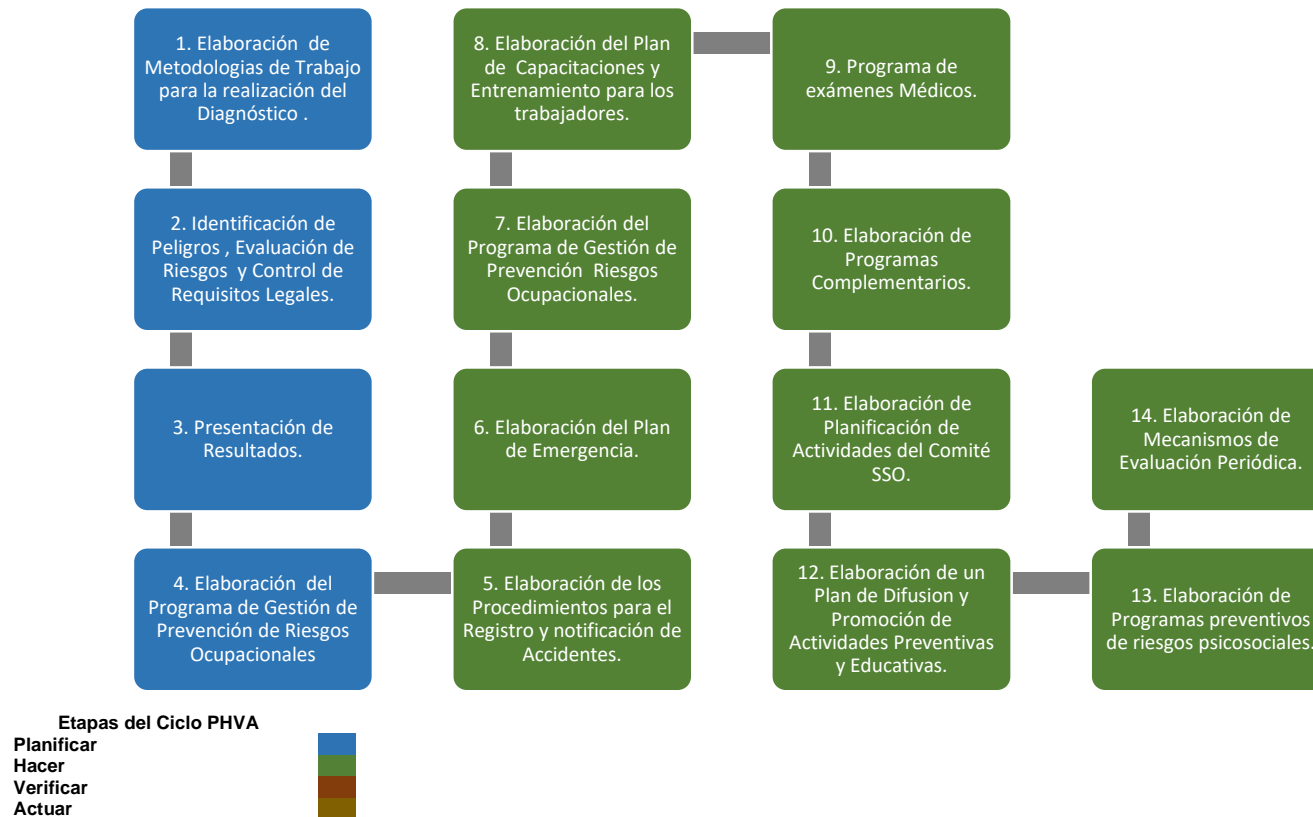 1. Elaboración de
Metodologias de Trabajo
para la realización del
Diagnóstico .
2. Identificación de
Peligros , Evaluación de
Riesgos y Control de
Requisitos Legales.
3. Presentación de
Resultados.
4. Elaboración del
Programa de Gestión de
Prevención de Riesgos
Ocupacionales
5. Elaboración de los
Procedimientos para el
Registro y notificación de
Accidentes.
6. Elaboración del Plan
de Emergencia.
7. Elaboración del
Programa de Gestión de
Prevención Riesgos
Ocupacionales.
8. Elaboración del Plan
de Capacitaciones y
Entrenamiento para los
trabajadores.
9. Programa de
exámenes Médicos.
10. Elaboración de
Programas
Complementarios.
11. Elaboración de
Planificación de
Actividades del Comité
SSO.
12. Elaboración de un
Plan de Difusion y
Promoción de
Actividades Preventivas
y Educativas.
13. Elaboración de
Programas preventivos
de riesgos psicosociales.
14. Elaboración de
Mecanismos de
Evaluación Periódica.
Etapas del Ciclo PHVA
Planificar
Hacer
Verificar
Actuar